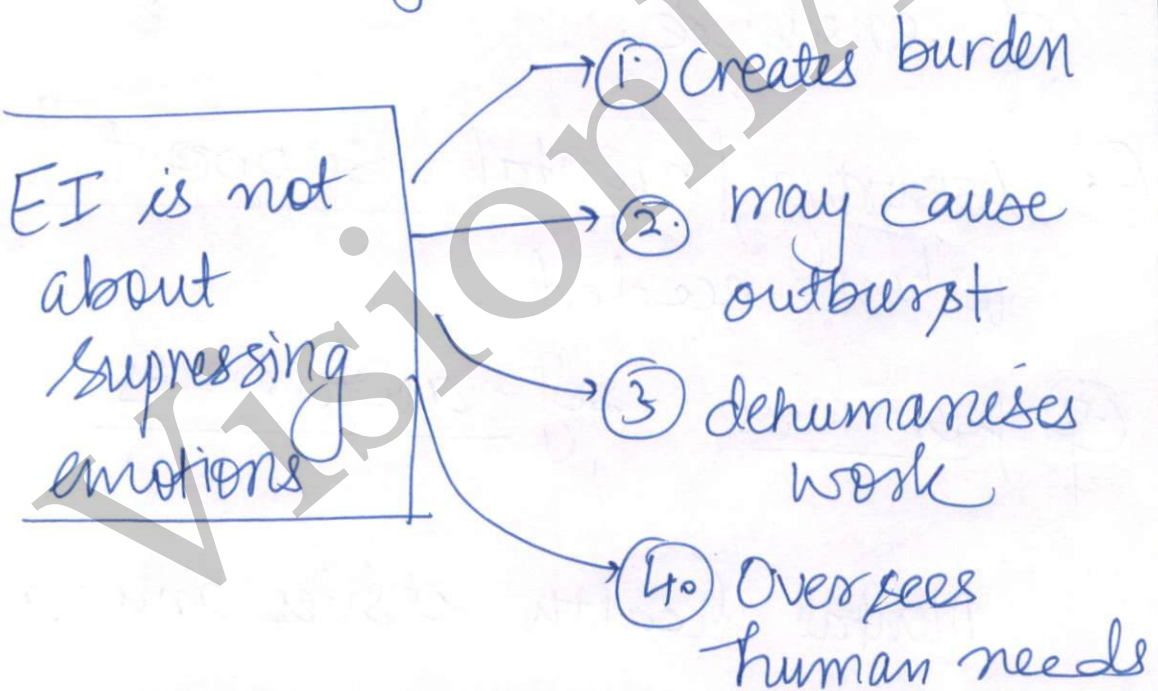 EI is not
about
supressing
emotions
① Creates burden
② may cause
outburst
③ dehumanises
work
④ Oversees
human needs
Vision